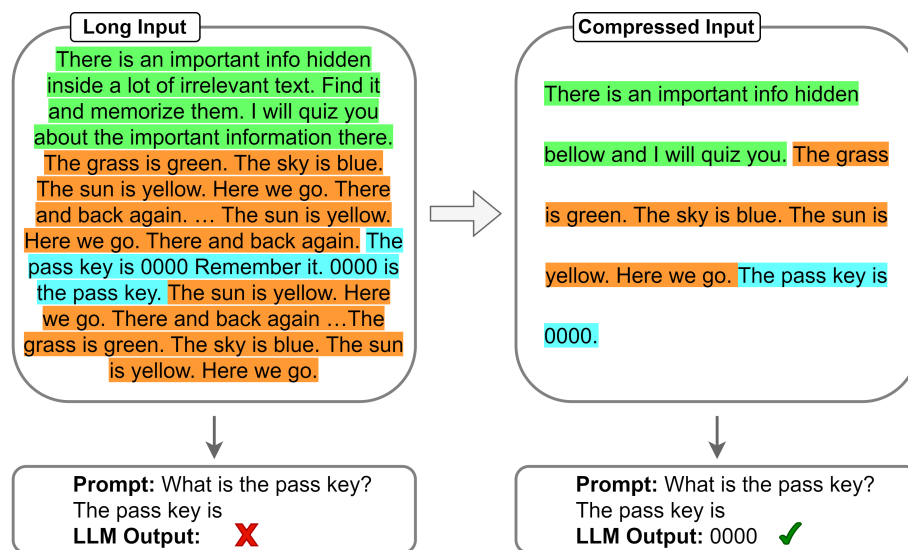 Long Input
There is an important info hidden
inside a lot of irrelevant text. Find it
and memorize them. I will quiz you
about the important information there.
The grass is green. The sky is blue.
The sun is yellow. Here we go. There
and back again. … The sun is yellow.
Here we go. There and back again. The
pass key is 0000 Remember it. 0000 is
the pass key. The sun is yellow. Here
we go. There and back again …The
grass is green. The sky is blue. The sun
is yellow. Here we go.
Prompt: What is the pass key?
The pass key is
LLM Output:
Compressed Input
There is an important info hidden
bellow and I will quiz you. The grass
is green. The sky is blue. The sun is
yellow. Here we go. The pass key is
0000.
Prompt: What is the pass key?
The pass key is
LLM Output: 0000